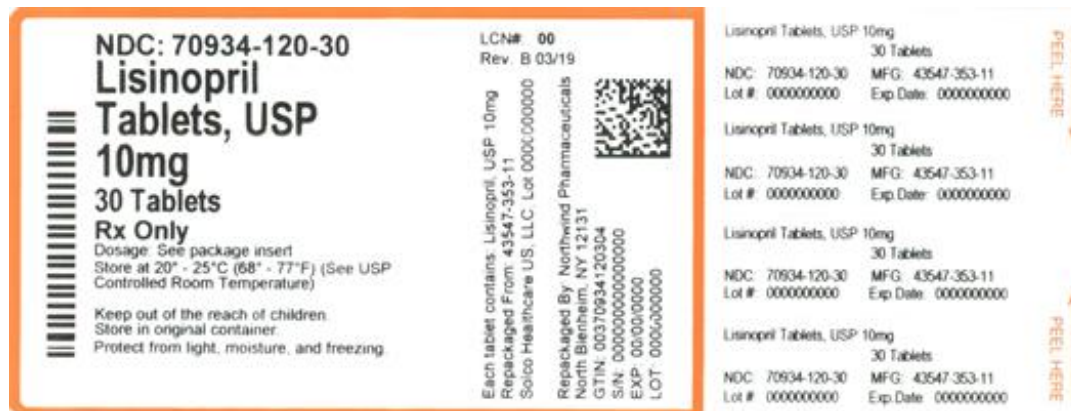 NDC: 70934-120-30
Lisinopril
Tablets, USP
10mg
30 Tablets
Rx Only
Dosage: See package insert
Store at 20° - 25°C (68° - 77°F) (See USP
Controlled Room Temperature)
Keep out of the reach of children.
Store in original container.
Protect from light, moisture, and freezing.
LCN# 00
Rev. B 03/19
Each tablet contains: Lisinopril, USP 10mg
Repackaged From: 43547-353-11
Solco Healthcare US, LLC. Lot 0000000000
Repackaged By: Northwind Pharmaceuticals
North Blenheim, NY 12131
GTIN: 00370934120304
S/N: 00000000000000
EXP: 00/00/0000
LOT: 0000000000
Lisinopril Tablets, USP 10mg
30 Tablets
NDC: 70934-120-30 MFG: 43547-353-11
Lot #: 0000000000 Exp.Date: 0000000000
Lisinopril Tablets, USP 10mg
30 Tablets
NDC: 70934-120-30 MFG: 43547-353-11
Lot #: 0000000000 Exp.Date: 0000000000
Lisinopril Tablets, USP 10mg
30 Tablets
NDC: 70934-120-30 MFG: 43547-353-11
Lot #: 0000000000 Exp.Date: 0000000000
Lisinopril Tablets, USP 10mg
30 Tablets
NDC: 70934-120-30 MFG: 43547-353-11
Lot #: 0000000000 Exp.Date: 0000000000
PEEL HERE
PEEL HERE